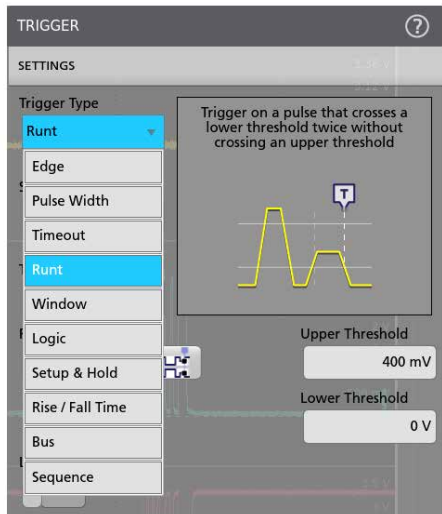 TRIGGER
?
SETTINGS
Trigger Type
Runt
Edge
Pulse Width
Timeout
Runt
Window
Logic
Setup & Hold
Rise / Fall Time
Bus
Sequence
Trigger on a pulse that crosses a
lower threshold twice without
crossing an upper threshold
T
Upper Threshold
400 mV
Lower Threshold
0 V